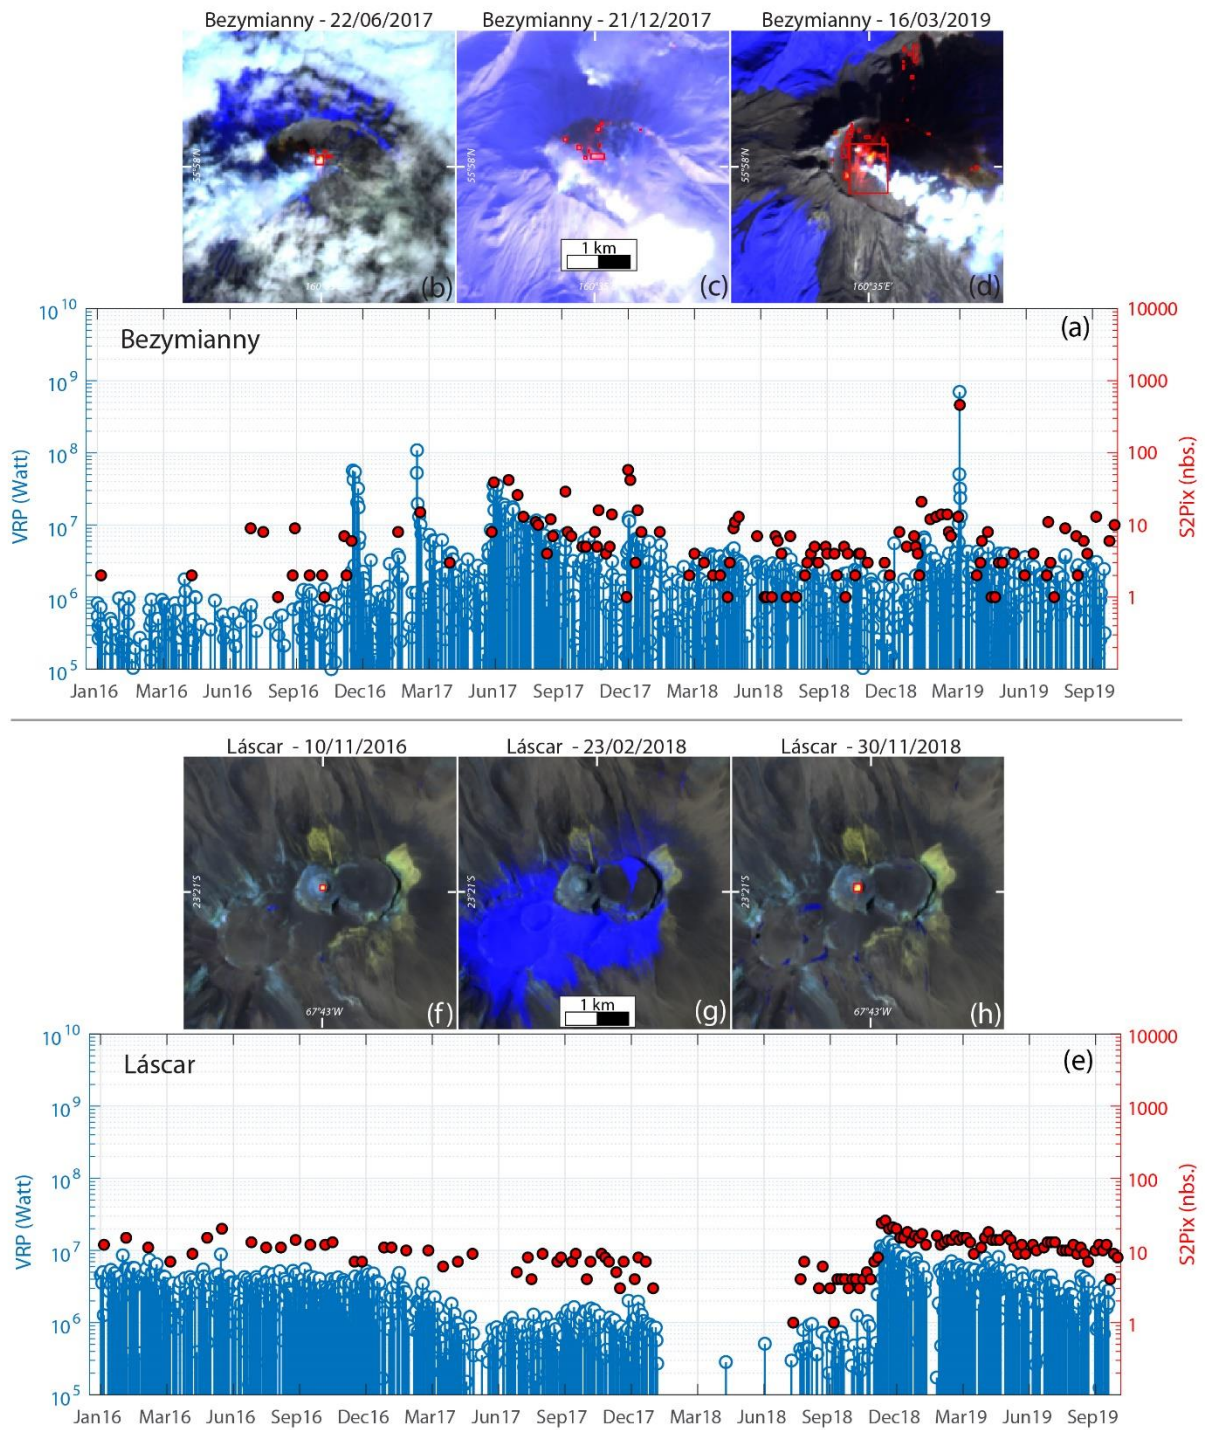 Bezymianny - 22/06/2017
Bezymianny - 21/12/2017
Bezymianny - 16/03/2019
55°58'N
(b)
55°58'N
1 km
160°35'E
(c)
55°58'N
160°35'E
(d)
10^10
10^9
10^8
10^7
10^6
10^5
VRP (Watt)
Bezymianny
(a)
10000
1000
100
10
1
S2Pix (nbs.)
Jan16 Mar16 Jun16 Sep16 Dec16 Mar17 Jun17 Sep17 Dec17 Mar18 Jun18 Sep18 Dec18 Mar19 Jun19 Sep19
Láscar - 10/11/2016
Láscar - 23/02/2018
Láscar - 30/11/2018
23°21'S
67°43'W
(f)
1 km
(g)
23°21'S
67°43'W
(h)
10^10
10^9
10^8
10^7
10^6
10^5
VRP (Watt)
Láscar
(e)
10000
1000
100
10
1
S2Pix (nbs.)
Jan16 Mar16 Jun16 Sep16 Dec16 Mar17 Jun17 Sep17 Dec17 Mar18 Jun18 Sep18 Dec18 Mar19 Jun19 Sep19